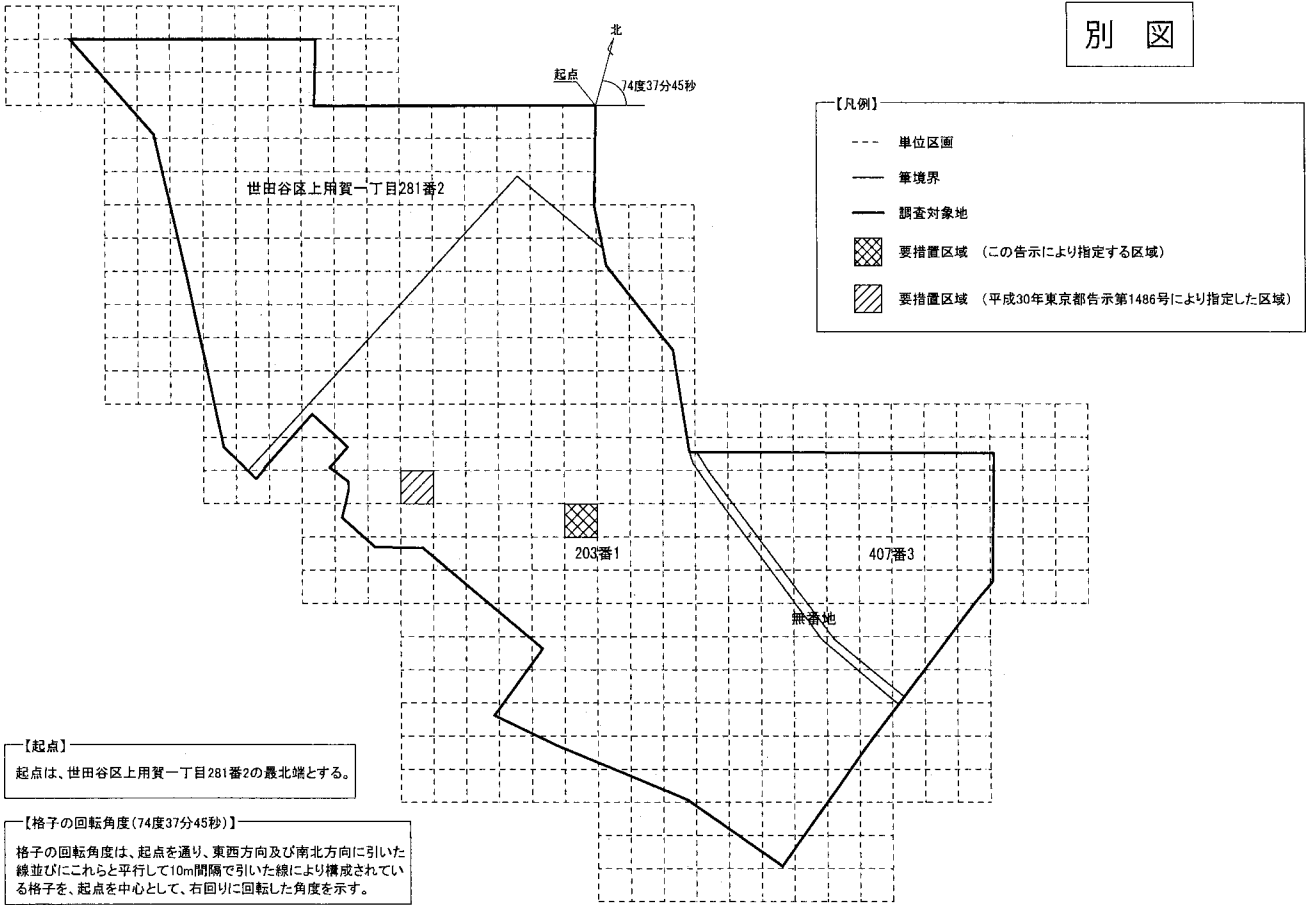 別 図
北
起点
74度37分45秒
【凡例】
単位区画
筆境界
調査対象地
要措置区域 (この告示により指定する区域)
要措置区域 (平成30年東京都告示第1486号により指定した区域)
世田谷区上用賀一丁目281番2
203番1
407番3
無番地
【起点】
起点は、世田谷区上用賀一丁目281番2の最北端とする。
【格子の回転角度(74度37分45秒)】
格子の回転角度は、起点を通り、東西方向及び南北方向に引いた
線並びにこれらと平行して10m間隔で引いた線により構成されてい
る格子を、起点を中心として、右回りに回転した角度を示す。